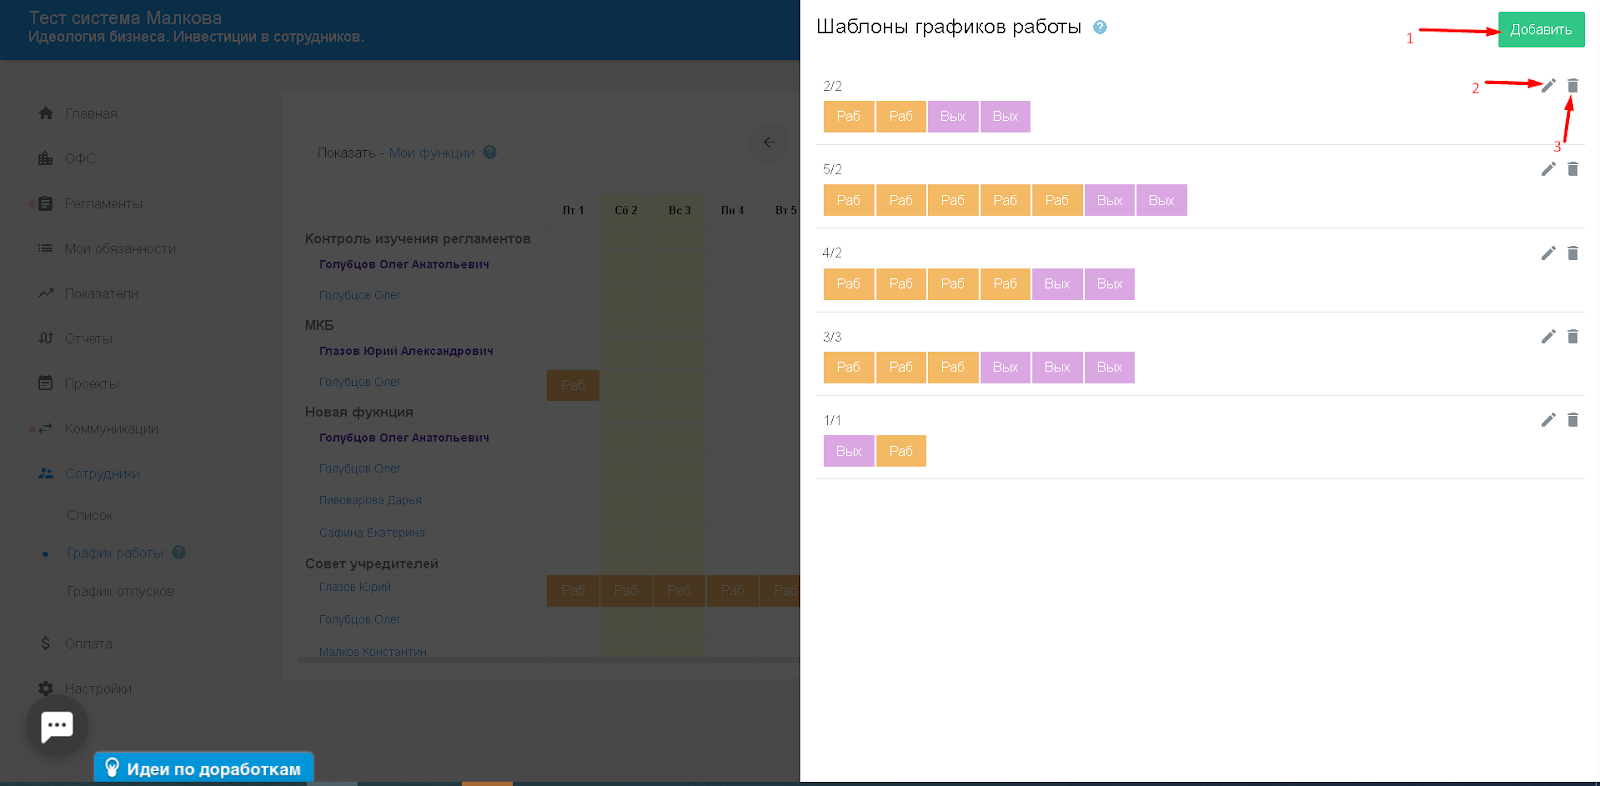 Тест система Малкова
Идеология бизнеса. Инвестиции в сотрудников.
Главная
ОФС
Регламенты
Мои обязанности
Показатели
Отчеты
Проекты
Коммуникации
Сотрудники
Список
График работы ?
График отпусков
Оплата
Настройки
Идеи по доработкам
Показать - Мои функции ?
Пт 1 Сб 2 Вс 3 Пн 4 Вт 5
Контроль изучения регламентов
Голубцов Олег Анатольевич
Голубцов Олег
МКБ
Глазов Юрий Александрович
Голубцов Олег Раб
Новая фукнция
Голубцов Олег Анатольевич
Голубцов Олег
Пивоварова Дарья
Сафина Екатерина
Совет учредителей
Глазов Юрий Раб Раб Раб Раб Раб
Голубцов Олег
Малков Константин
Шаблоны графиков работы ?
1 Добавить
2/2 2
Раб Раб Вых Вых
3
5/2
Раб Раб Раб Раб Раб Вых Вых
4/2
Раб Раб Раб Раб Вых Вых
3/3
Раб Раб Раб Вых Вых Вых
1/1
Вых Раб